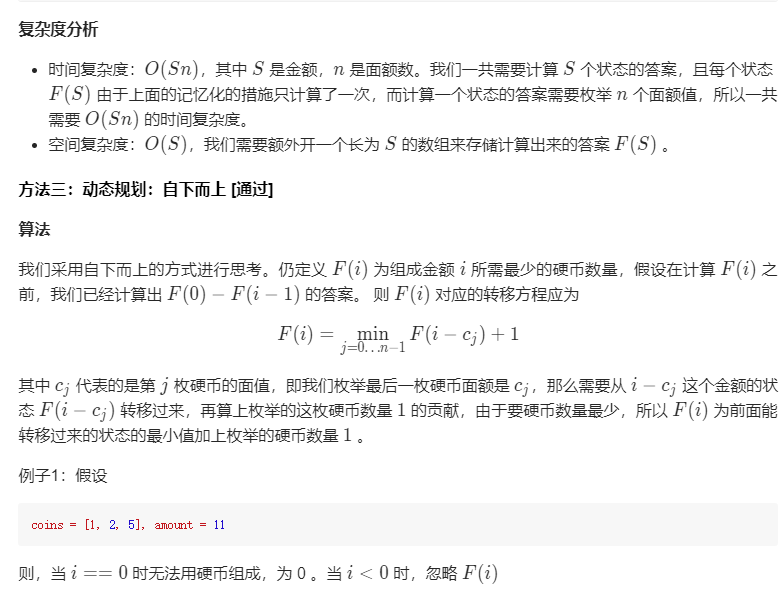 复杂度分析
• 时间复杂度：O(Sn)，其中 S 是金额，n 是面额数。我们一共需要计算 S 个状态的答案，且每个状态
F(S) 由于上面的记忆化的措施只计算了一次，而计算一个状态的答案需要枚举 n 个面额值，所以一共
需要 O(Sn) 的时间复杂度。
• 空间复杂度：O(S)，我们需要额外开一个长为 S 的数组来存储计算出来的答案 F(S) 。
方法三：动态规划：自下而上 [通过]
算法
我们采用自下而上的方式进行思考。仍定义 F(i) 为组成金额 i 所需最少的硬币数量，假设在计算 F(i) 之
前，我们已经计算出 F(0) − F(i − 1) 的答案。 则 F(i) 对应的转移方程应为
F(i) = min_{j=0…n−1} F(i − c_j) + 1
其中 c_j 代表的是第 j 枚硬币的面值，即我们枚举最后一枚硬币面额是 c_j，那么需要从 i − c_j 这个金额的状
态 F(i − c_j) 转移过来，再算上枚举的这枚硬币数量 1 的贡献，由于要硬币数量最少，所以 F(i) 为前面能
转移过来的状态的最小值加上枚举的硬币数量 1 。
例子1：假设
coins = [1, 2, 5], amount = 11
则，当 i == 0 时无法用硬币组成，为 0 。当 i < 0 时，忽略 F(i)